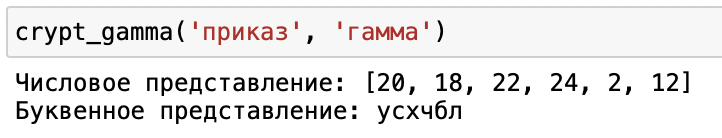 crypt_gamma('приказ', 'гамма')
Числовое представление: [20, 18, 22, 24, 2, 12]
Буквенное представление: усхчбл